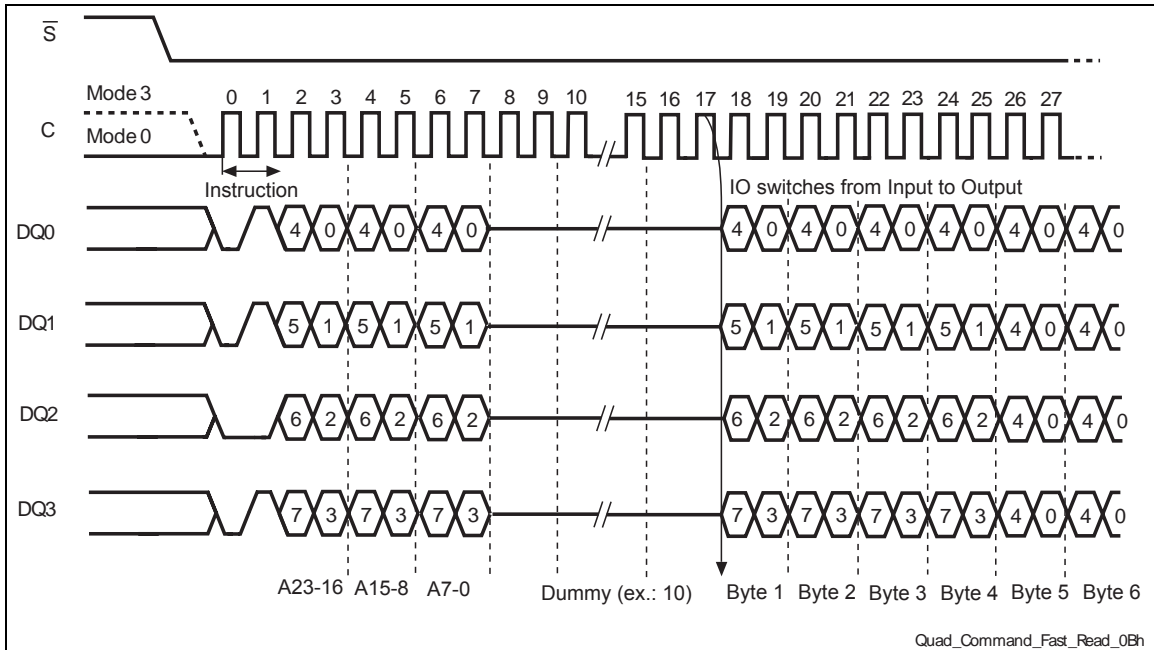 S
Mode 3
0 1 2 3 4 5 6 7 8 9 10 15 16 17 18 19 20 21 22 23 24 25 26 27
C
Mode 0
Instruction
IO switches from Input to Output
DQ0 4 0 4 0 4 0 4 0 4 0 4 0 4 0 4 0 4 0
DQ1 5 1 5 1 5 1 5 1 5 1 5 1 5 1 4 0 4 0
DQ2 6 2 6 2 6 2 6 2 6 2 6 2 6 2 4 0 4 0
DQ3 7 3 7 3 7 3 7 3 7 3 7 3 7 3 4 0 4 0
A23-16 A15-8 A7-0 Dummy (ex.: 10) Byte 1 Byte 2 Byte 3 Byte 4 Byte 5 Byte 6
Quad_Command_Fast_Read_0Bh